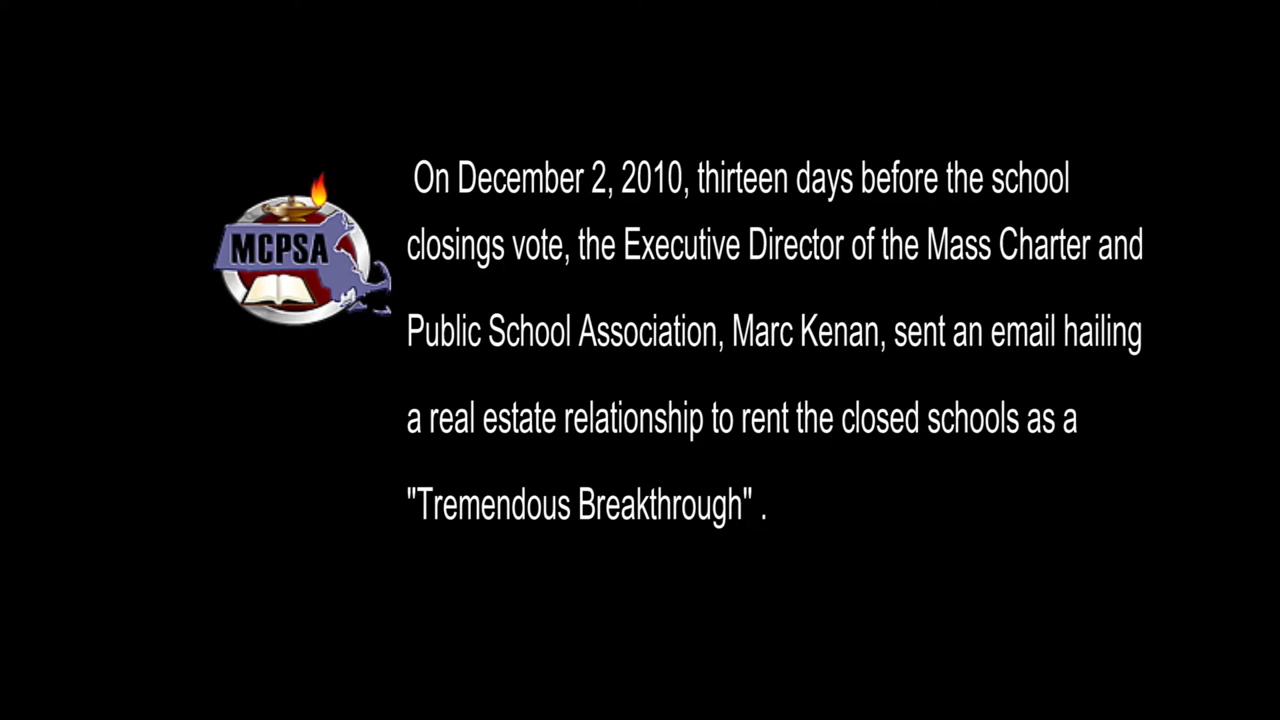 MCPSA
On December 2, 2010, thirteen days before the school
closings vote, the Executive Director of the Mass Charter and
Public School Association, Marc Kenan, sent an email hailing
a real estate relationship to rent the closed schools as a
"Tremendous Breakthrough" .